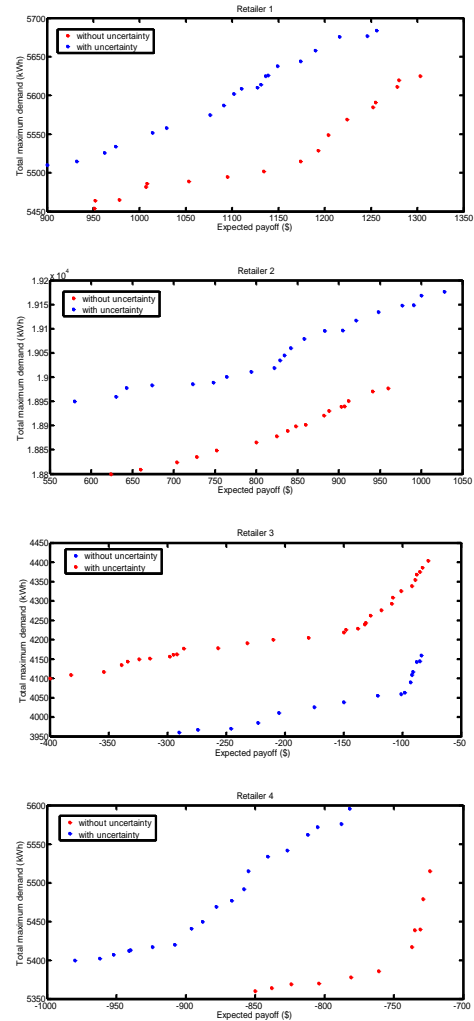 Retailer 1
Total maximum demand (kWh)
5700
5650
5600
5550
5500
5450
without uncertainty
with uncertainty
900 950 1000 1050 1100 1150 1200 1250 1300 1350
Expected payoff ($)
Retailer 2
x 10^4
Total maximum demand (kWh)
1.92
1.915
1.91
1.905
1.9
1.895
1.89
1.885
1.88
without uncertainty
with uncertainty
550 600 650 700 750 800 850 900 950 1000 1050
Expected payoff ($)
Retailer 3
Total maximum demand (kWh)
4450
4400
4350
4300
4250
4200
4150
4100
4050
4000
3950
without uncertainty
with uncertainty
-400 -350 -300 -250 -200 -150 -100 -50
Expected payoff ($)
Retailer 4
Total maximum demand (kWh)
5600
5550
5500
5450
5400
5350
without uncertainty
with uncertainty
-1000 -950 -900 -850 -800 -750 -700
Expected payoff ($)